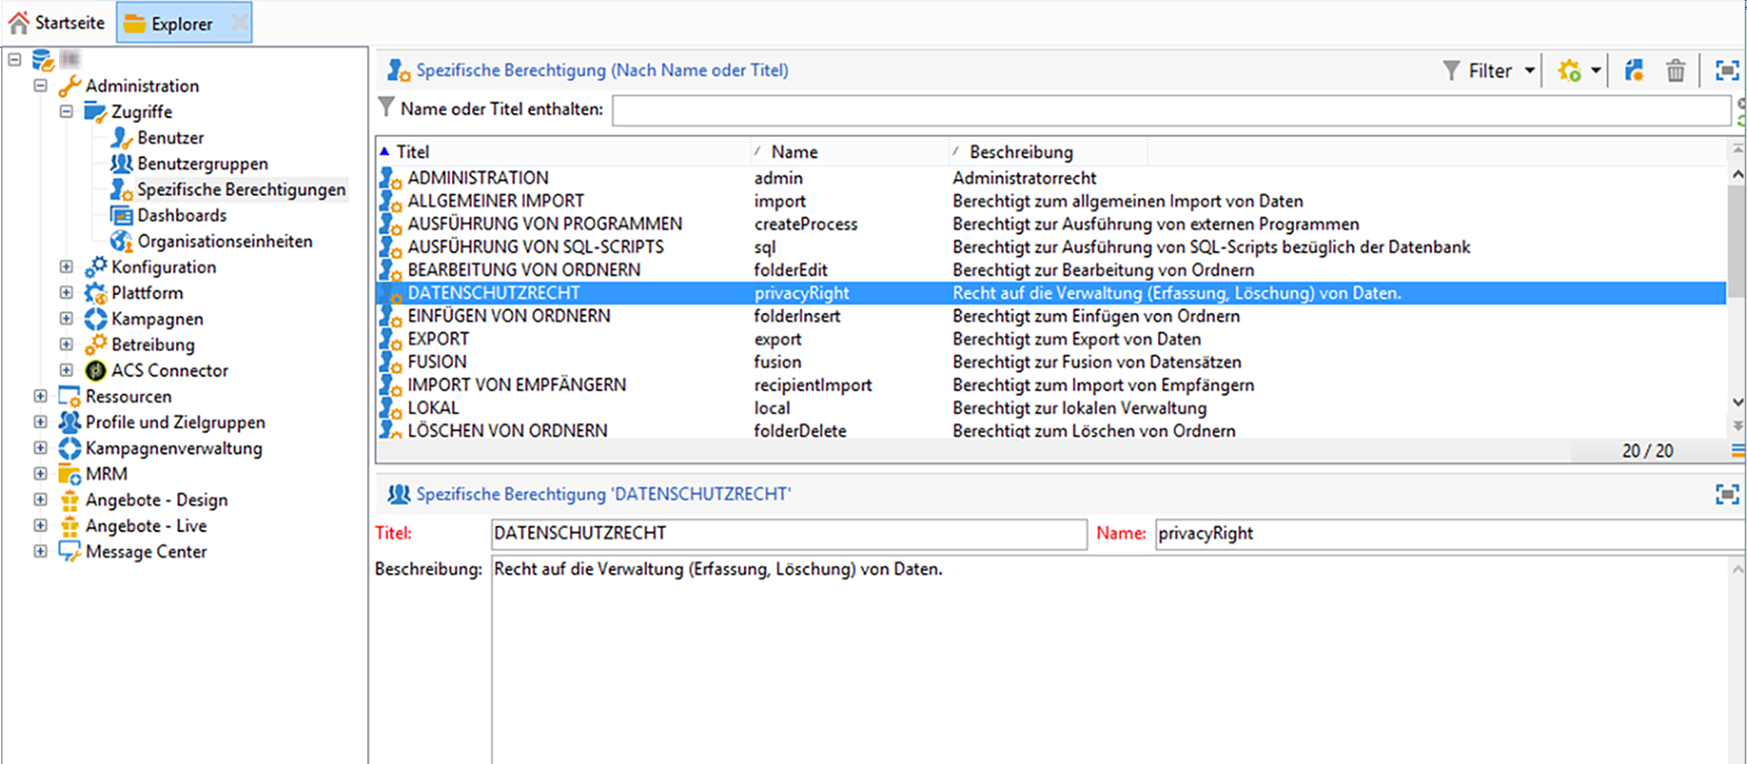 Startseite
Explorer
Administration
Zugriffe
Benutzer
Benutzergruppen
Spezifische Berechtigungen
Dashboards
Organisationseinheiten
Konfiguration
Plattform
Kampagnen
Betreibung
ACS Connector
Ressourcen
Profile und Zielgruppen
Kampagnenverwaltung
MRM
Angebote - Design
Angebote - Live
Message Center
Spezifische Berechtigung (Nach Name oder Titel)
Filter
Name oder Titel enthalten:
Titel Name Beschreibung
ADMINISTRATION admin Administratorrecht
ALLGEMEINER IMPORT import Berechtigt zum allgemeinen Import von Daten
AUSFÜHRUNG VON PROGRAMMEN createProcess Berechtigt zur Ausführung von externen Programmen
AUSFÜHRUNG VON SQL-SCRIPTS sql Berechtigt zur Ausführung von SQL-Scripts bezüglich der Datenbank
BEARBEITUNG VON ORDNERN folderEdit Berechtigt zur Bearbeitung von Ordnern
DATENSCHUTZRECHT privacyRight Recht auf die Verwaltung (Erfassung, Löschung) von Daten.
EINFÜGEN VON ORDNERN folderInsert Berechtigt zum Einfügen von Ordnern
EXPORT export Berechtigt zum Export von Daten
FUSION fusion Berechtigt zur Fusion von Datensätzen
IMPORT VON EMPFÄNGERN recipientImport Berechtigt zum Import von Empfängern
LOKAL local Berechtigt zur lokalen Verwaltung
LÖSCHEN VON ORDNERN folderDelete Berechtigt zum Löschen von Ordnern
20 / 20
Spezifische Berechtigung 'DATENSCHUTZRECHT'
Titel: DATENSCHUTZRECHT Name: privacyRight
Beschreibung: Recht auf die Verwaltung (Erfassung, Löschung) von Daten.